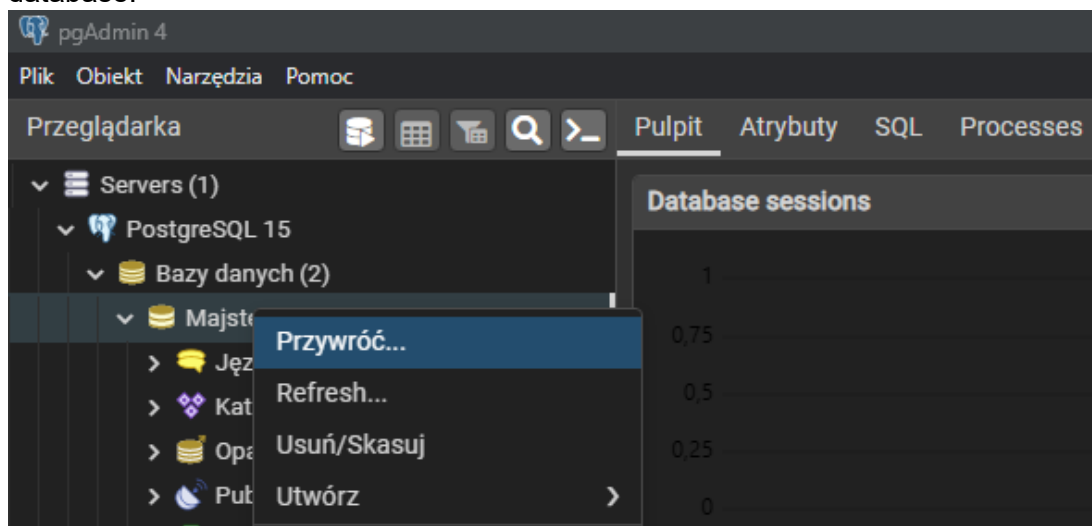 database.
pgAdmin 4
Plik Obiekt Narzędzia Pomoc
Przeglądarka
Pulpit Atrybuty SQL Processes
Servers (1)
PostgreSQL 15
Bazy danych (2)
Database sessions
1
0,75
0,5
0,25
0
Przywróć...
Refresh...
Usuń/Skasuj
Utwórz